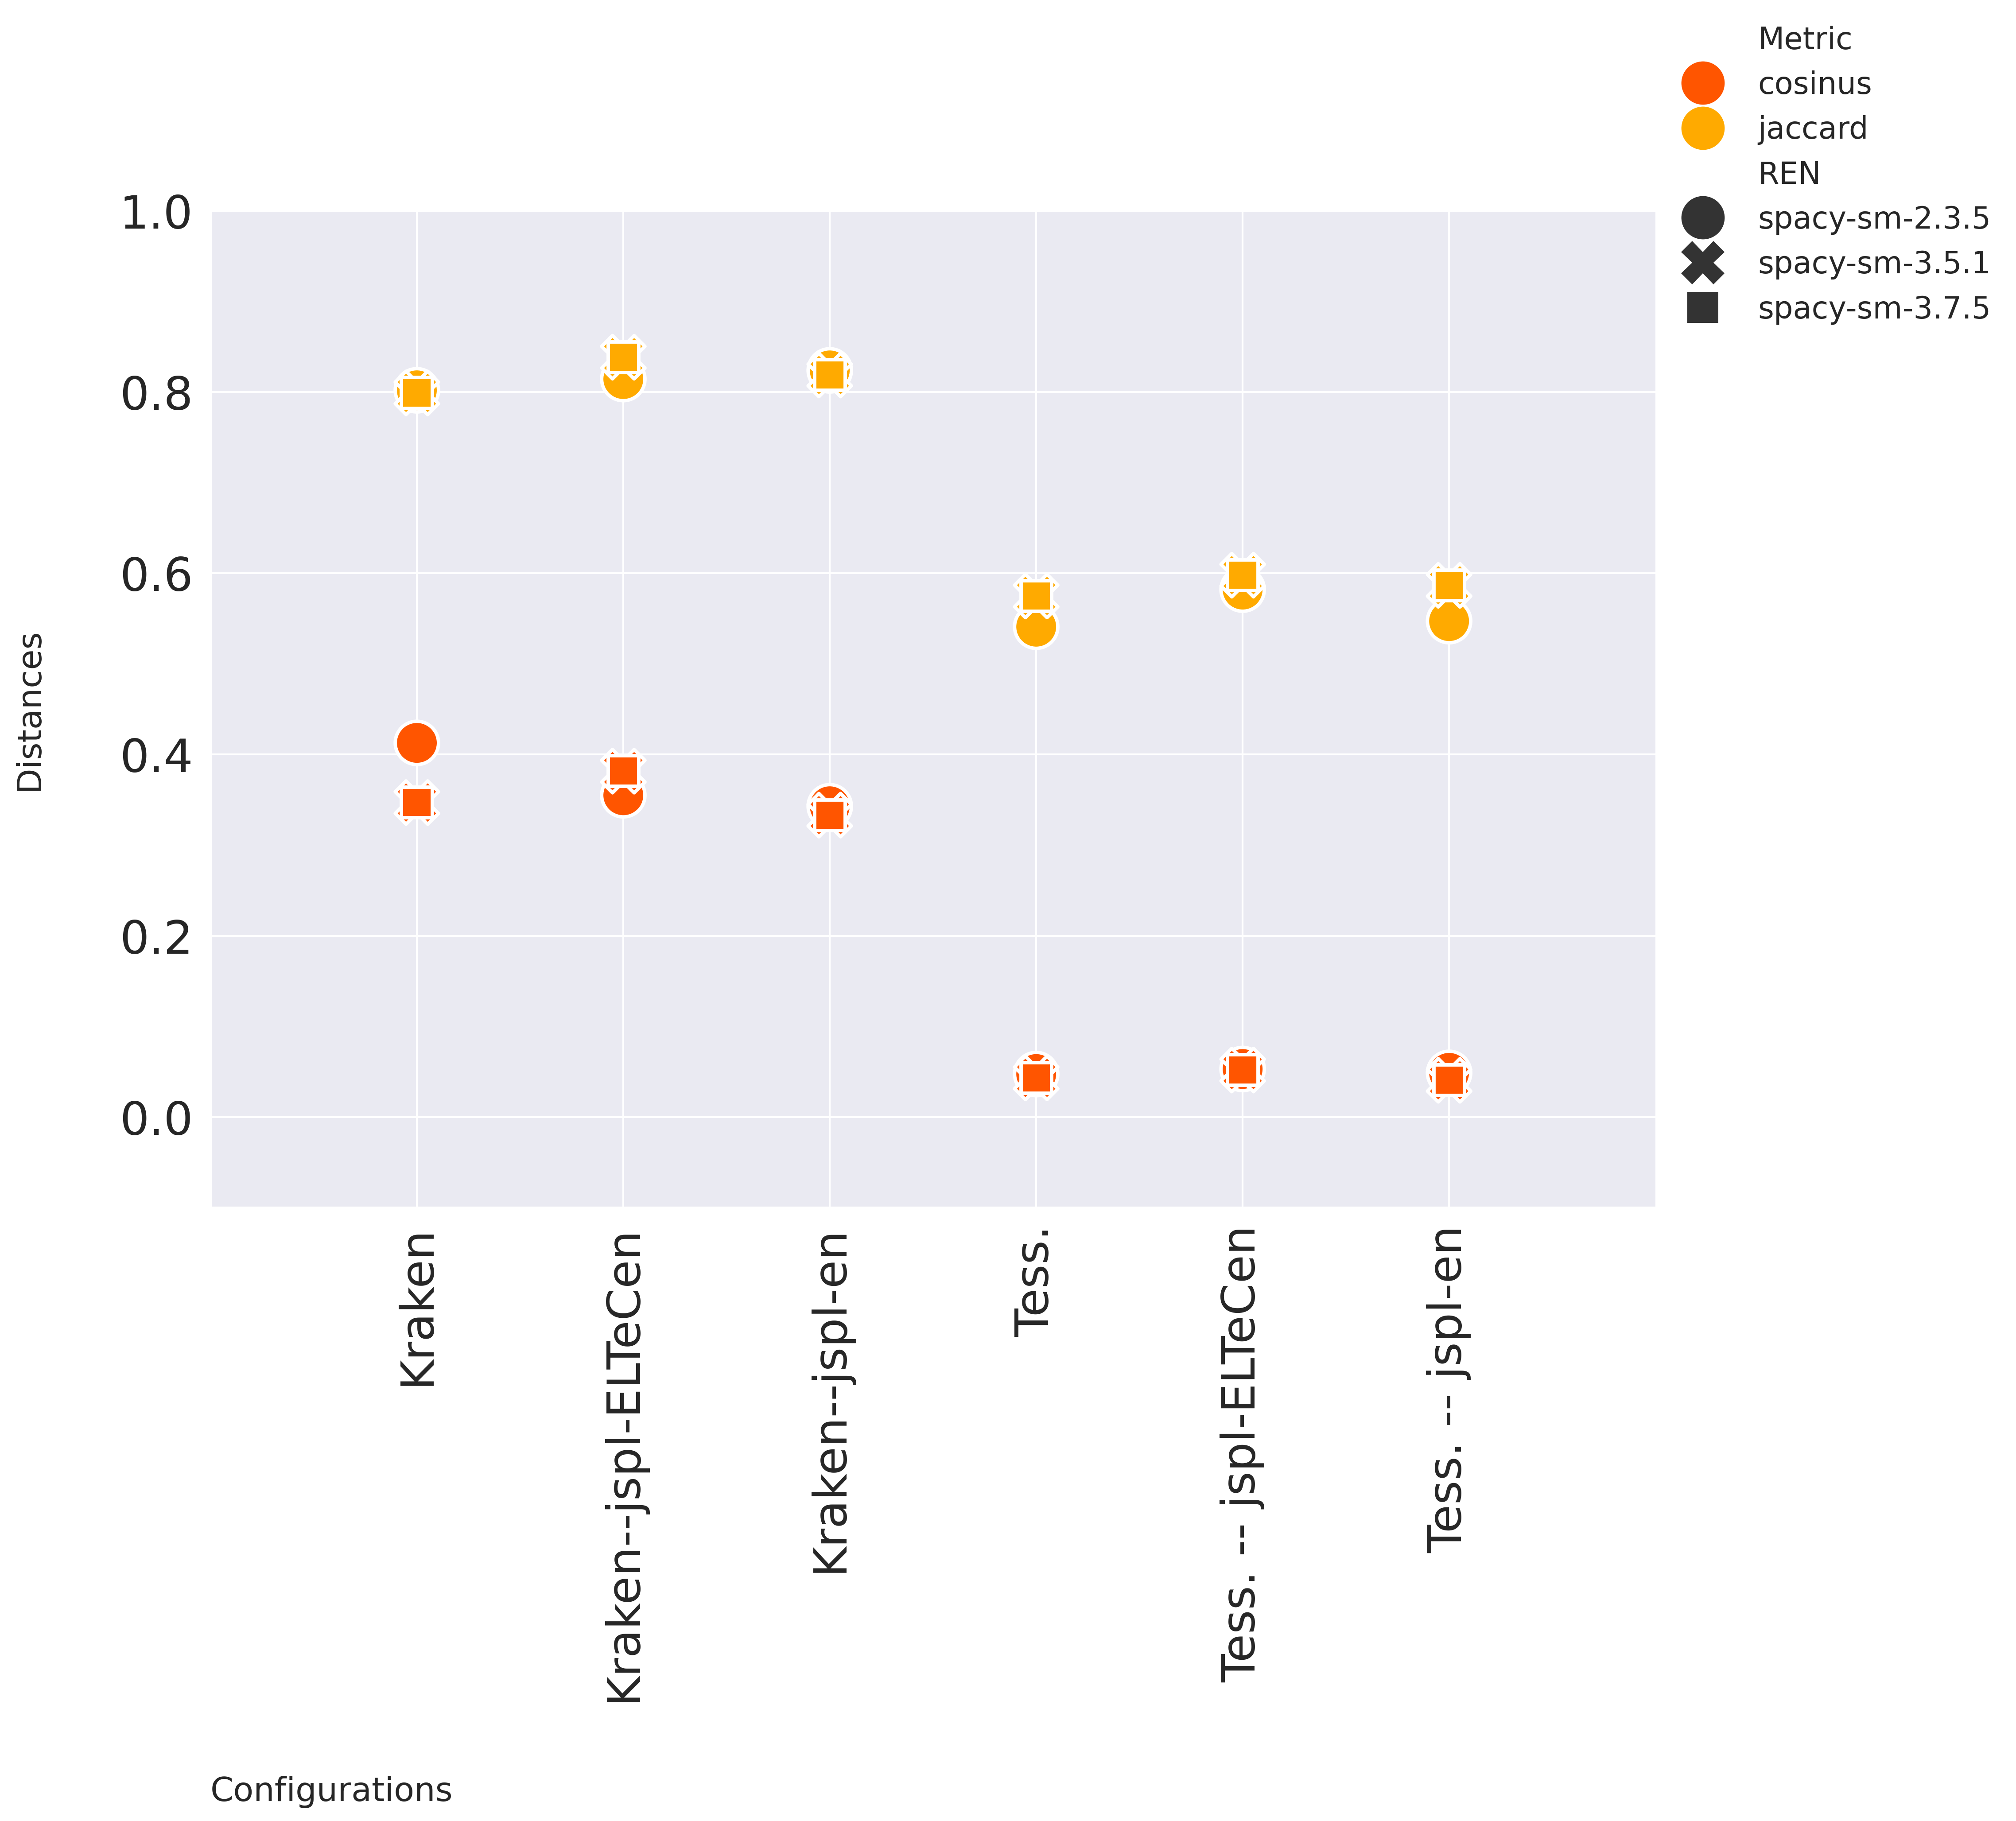 Metric
cosinus
jaccard
REN
spacy-sm-2.3.5
spacy-sm-3.5.1
spacy-sm-3.7.5
1.0
0.8
0.6
0.4
0.2
0.0
Distances
Kraken
Kraken--jspl-ELTeCen
Kraken--jspl-en
Tess.
Tess. -- jspl-ELTeCen
Tess. -- jspl-en
Configurations